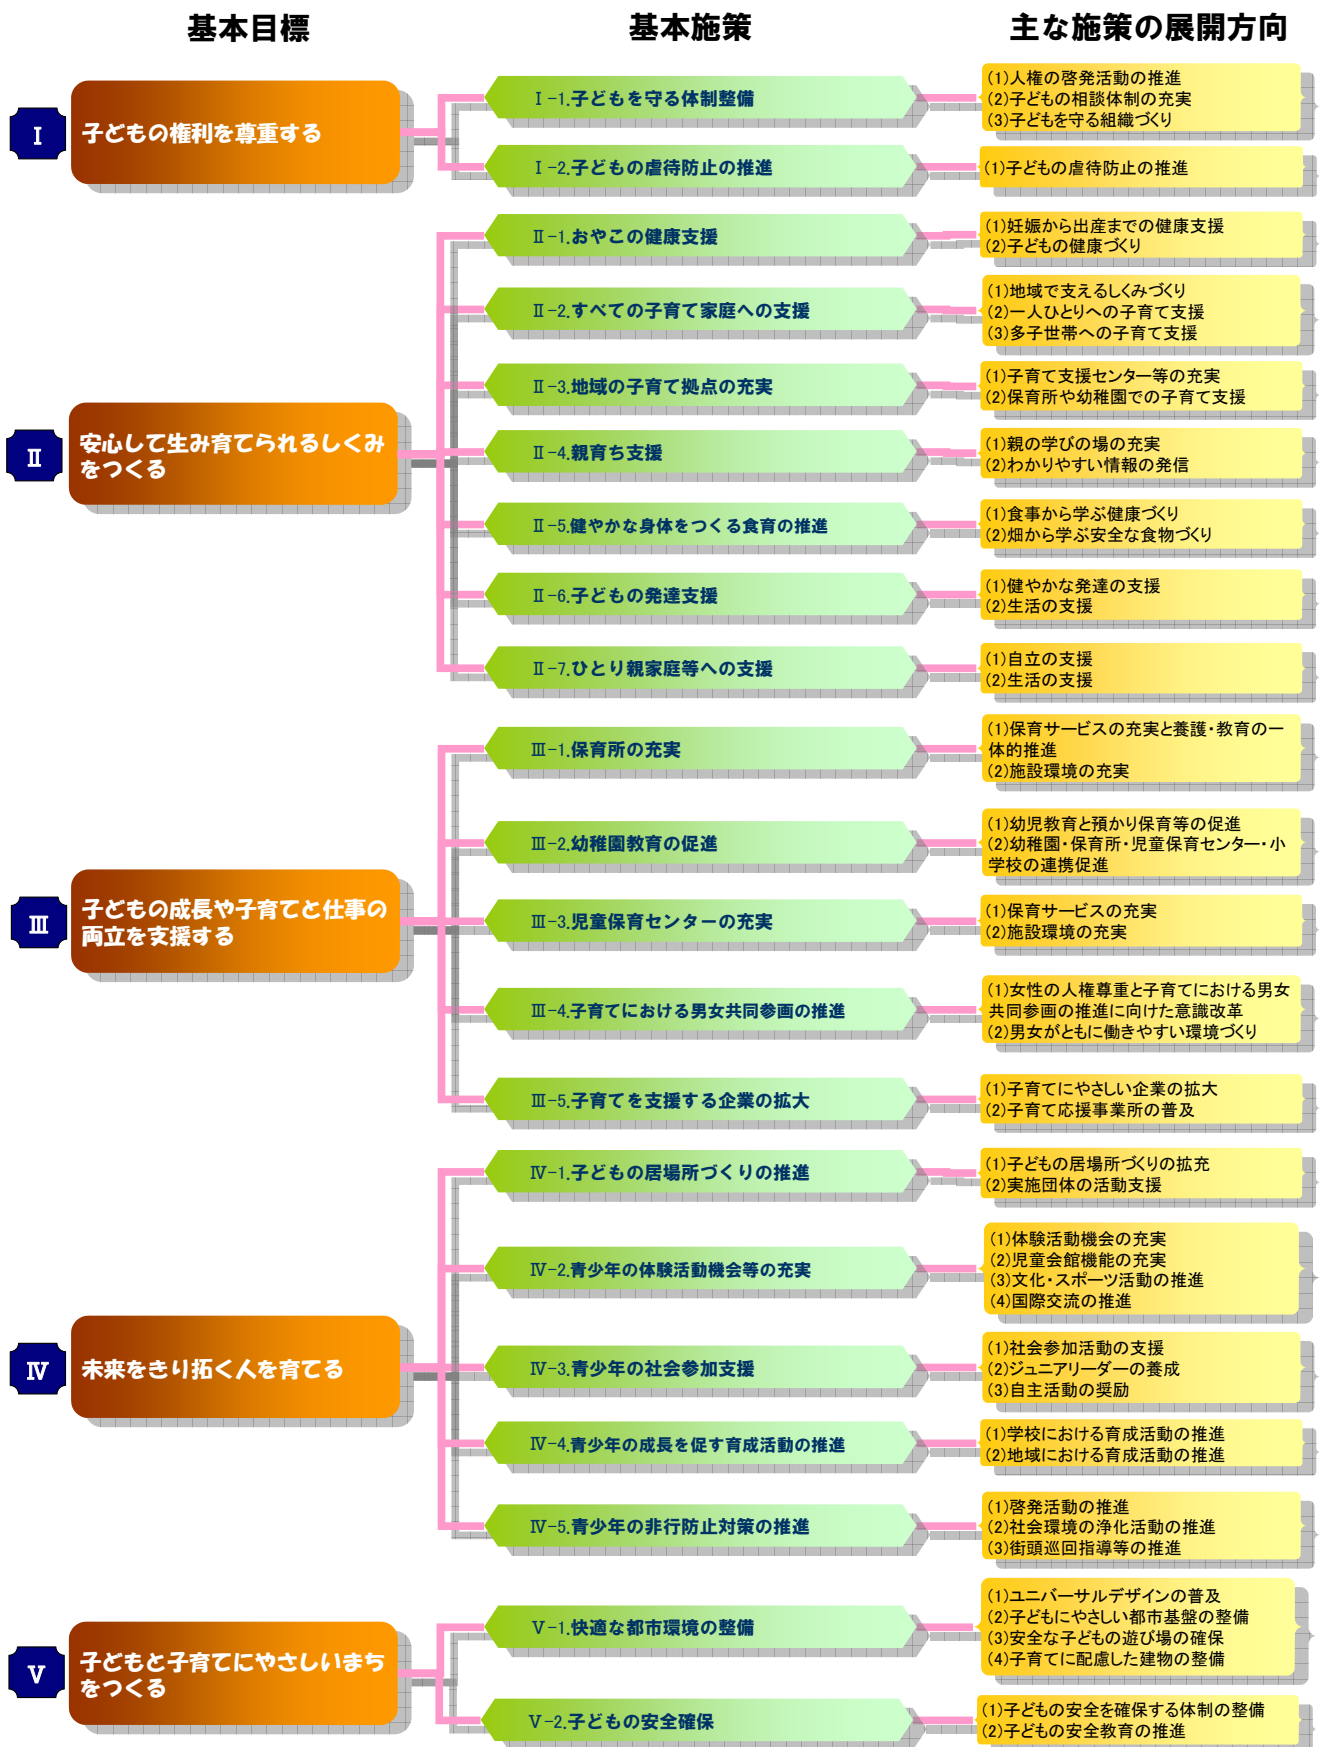 基本目標
基本施策
主な施策の展開方向
Ⅰ
子どもの権利を尊重する
Ⅰ-1.子どもを守る体制整備
(1)人権の啓発活動の推進
(2)子どもの相談体制の充実
(3)子どもを守る組織づくり
Ⅰ-2.子どもの虐待防止の推進
(1)子どもの虐待防止の推進
Ⅱ
安心して生み育てられるしくみ
をつくる
Ⅱ-1.おやこの健康支援
(1)妊娠から出産までの健康支援
(2)子どもの健康づくり
Ⅱ-2.すべての子育て家庭への支援
(1)地域で支えるしくみづくり
(2)一人ひとりへの子育て支援
(3)多子世帯への子育て支援
Ⅱ-3.地域の子育て拠点の充実
(1)子育て支援センター等の充実
(2)保育所や幼稚園での子育て支援
Ⅱ-4.親育ち支援
(1)親の学びの場の充実
(2)わかりやすい情報の発信
Ⅱ-5.健やかな身体をつくる食育の推進
(1)食事から学ぶ健康づくり
(2)畑から学ぶ安全な食物づくり
Ⅱ-6.子どもの発達支援
(1)健やかな発達の支援
(2)生活の支援
Ⅱ-7.ひとり親家庭等への支援
(1)自立の支援
(2)生活の支援
Ⅲ
子どもの成長や子育てと仕事の
両立を支援する
Ⅲ-1.保育所の充実
(1)保育サービスの充実と養護・教育の一
体的推進
(2)施設環境の充実
Ⅲ-2.幼稚園教育の促進
(1)幼児教育と預かり保育等の促進
(2)幼稚園・保育所・児童保育センター・小
学校の連携促進
Ⅲ-3.児童保育センターの充実
(1)保育サービスの充実
(2)施設環境の充実
Ⅲ-4.子育てにおける男女共同参画の推進
(1)女性の人権尊重と子育てにおける男女
共同参画の推進に向けた意識改革
(2)男女がともに働きやすい環境づくり
Ⅲ-5.子育てを支援する企業の拡大
(1)子育てにやさしい企業の拡大
(2)子育て応援事業所の普及
Ⅳ
未来をきり拓く人を育てる
Ⅳ-1.子どもの居場所づくりの推進
(1)子どもの居場所づくりの拡充
(2)実施団体の活動支援
Ⅳ-2.青少年の体験活動機会等の充実
(1)体験活動機会の充実
(2)児童会館機能の充実
(3)文化・スポーツ活動の推進
(4)国際交流の推進
Ⅳ-3.青少年の社会参加支援
(1)社会参加活動の支援
(2)ジュニアリーダーの養成
(3)自主活動の奨励
Ⅳ-4.青少年の成長を促す育成活動の推進
(1)学校における育成活動の推進
(2)地域における育成活動の推進
Ⅳ-5.青少年の非行防止対策の推進
(1)啓発活動の推進
(2)社会環境の浄化活動の推進
(3)街頭巡回指導等の推進
Ⅴ
子どもと子育てにやさしいまち
をつくる
Ⅴ-1.快適な都市環境の整備
(1)ユニバーサルデザインの普及
(2)子どもにやさしい都市基盤の整備
(3)安全な子どもの遊び場の確保
(4)子育てに配慮した建物の整備
Ⅴ-2.子どもの安全確保
(1)子どもの安全を確保する体制の整備
(2)子どもの安全教育の推進